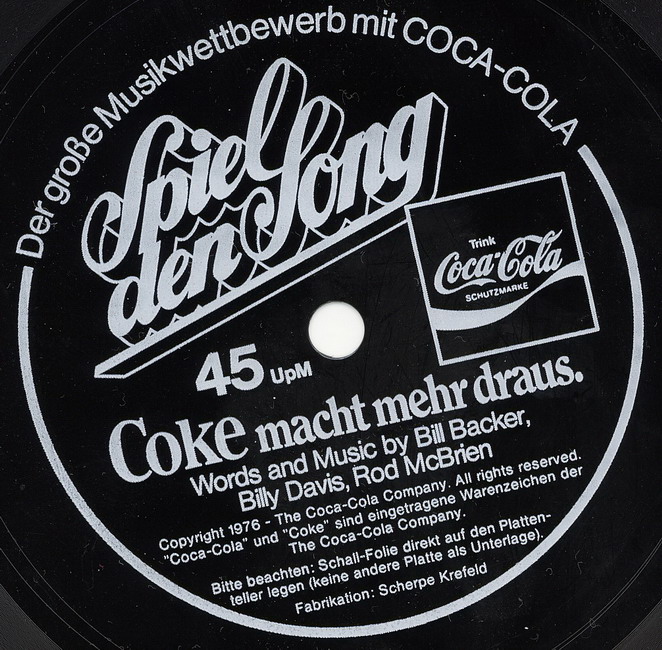 Der große Musikwettbewerb mit COCA-COLA
Spiel
den Song
Trink
Coca-Cola
SCHUTZMARKE
45 UpM
Coke macht mehr draus.
Words and Music by Bill Backer,
Billy Davis, Rod McBrien
Copyright 1976 - The Coca-Cola Company. All rights reserved.
"Coca-Cola" und "Coke" sind eingetragene Warenzeichen der
The Coca-Cola Company.
Bitte beachten: Schall-Folie direkt auf den Platten-
teller legen (keine andere Platte als Unterlage).
Fabrikation: Scherpe Krefeld